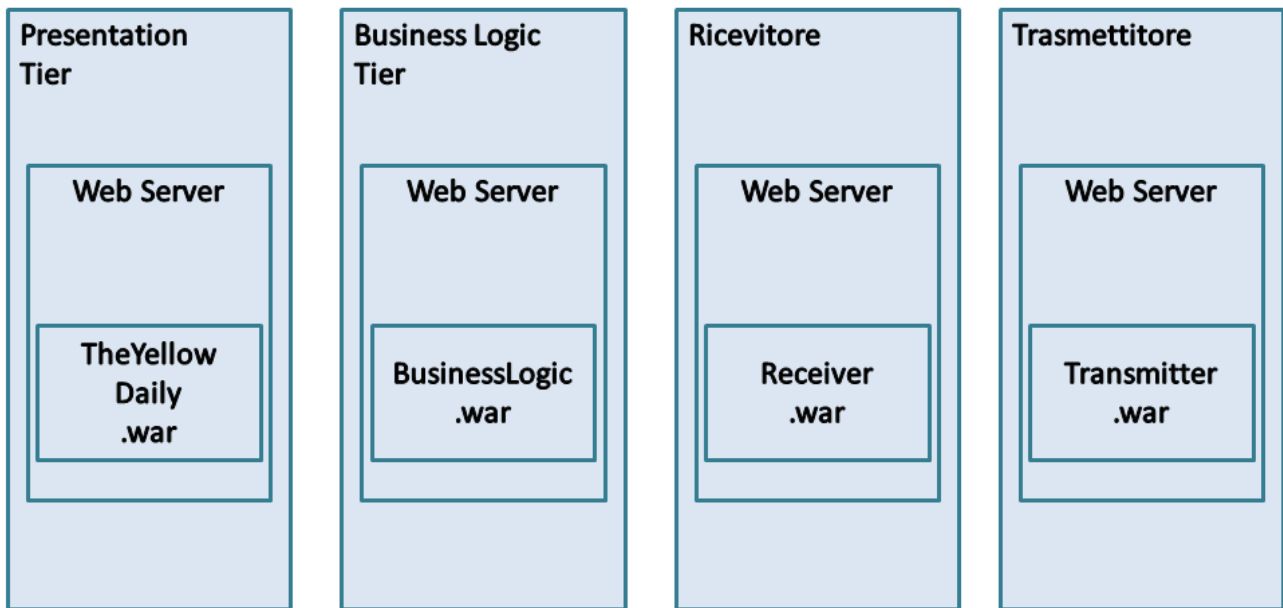 Presentation
Tier
Web Server
TheYellow
Daily
.war
Business Logic
Tier
Web Server
BusinessLogic
.war
Ricevitore
Web Server
Receiver
.war
Trasmettitore
Web Server
Transmitter
.war